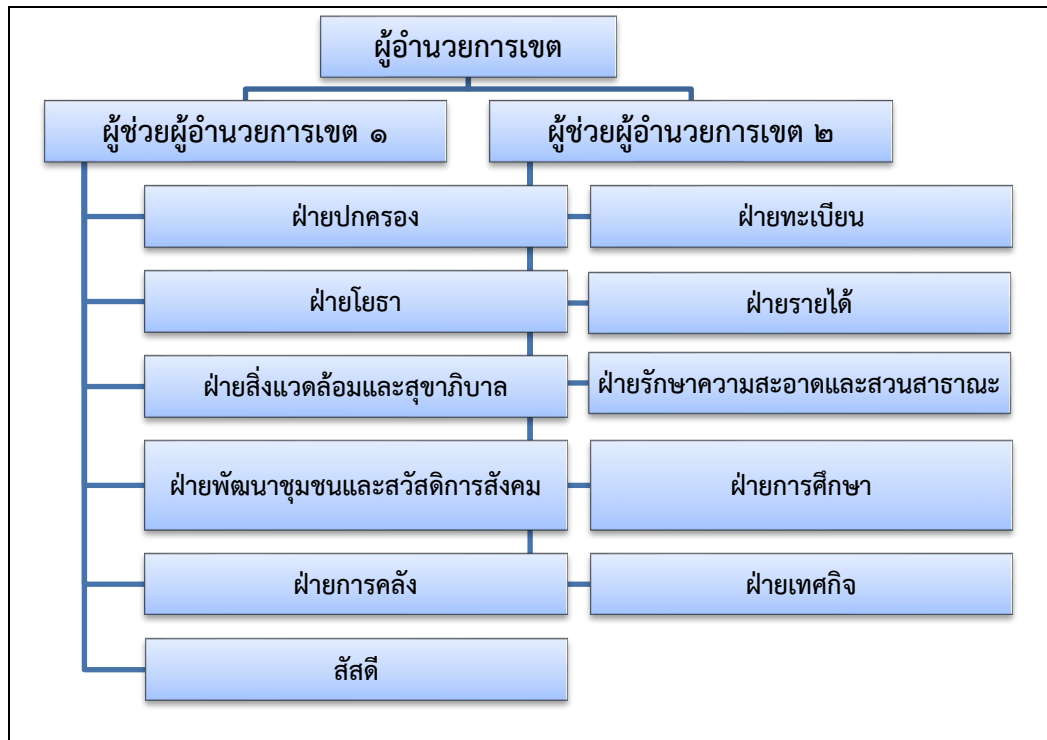 ผู้อำนวยการเขต
ผู้ช่วยผู้อำนวยการเขต ๑
ผู้ช่วยผู้อำนวยการเขต ๒
ฝ่ายปกครอง
ฝ่ายทะเบียน
ฝ่ายโยธา
ฝ่ายรายได้
ฝ่ายสิ่งแวดล้อมและสุขาภิบาล
ฝ่ายรักษาความสะอาดและสวนสาธาณะ
ฝ่ายพัฒนาชุมชนและสวัสดิการสังคม
ฝ่ายการศึกษา
ฝ่ายการคลัง
ฝ่ายเทศกิจ
สัสดี